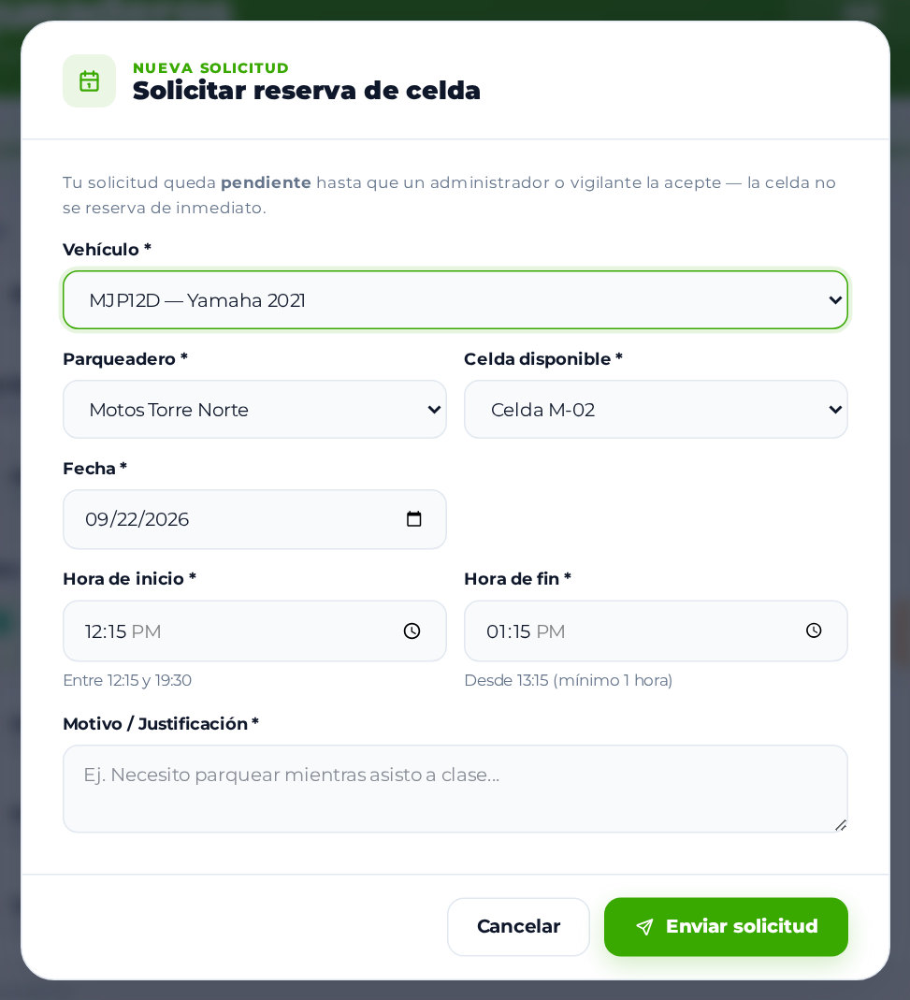 NUEVA SOLICITUD
Solicitar reserva de celda
Tu solicitud queda pendiente hasta que un administrador o vigilante la acepte — la celda no
se reserva de inmediato.
Vehículo *
MJP12D — Yamaha 2021
Parqueadero *
Celda disponible *
Motos Torre Norte
Celda M-02
Fecha *
09/22/2026
Hora de inicio *
Hora de fin *
12:15 PM
01:15 PM
Entre 12:15 y 19:30
Desde 13:15 (mínimo 1 hora)
Motivo / Justificación *
Ej. Necesito parquear mientras asisto a clase...
Cancelar
Enviar solicitud